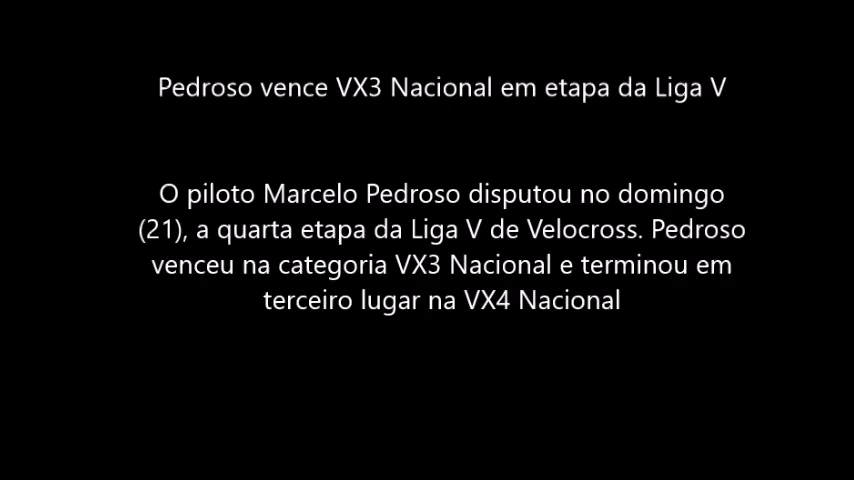 Pedroso vence VX3 Nacional em etapa da Liga V
O piloto Marcelo Pedroso disputou no domingo
(21), a quarta etapa da Liga V de Velocross. Pedroso
venceu na categoria VX3 Nacional e terminou em
terceiro lugar na VX4 Nacional